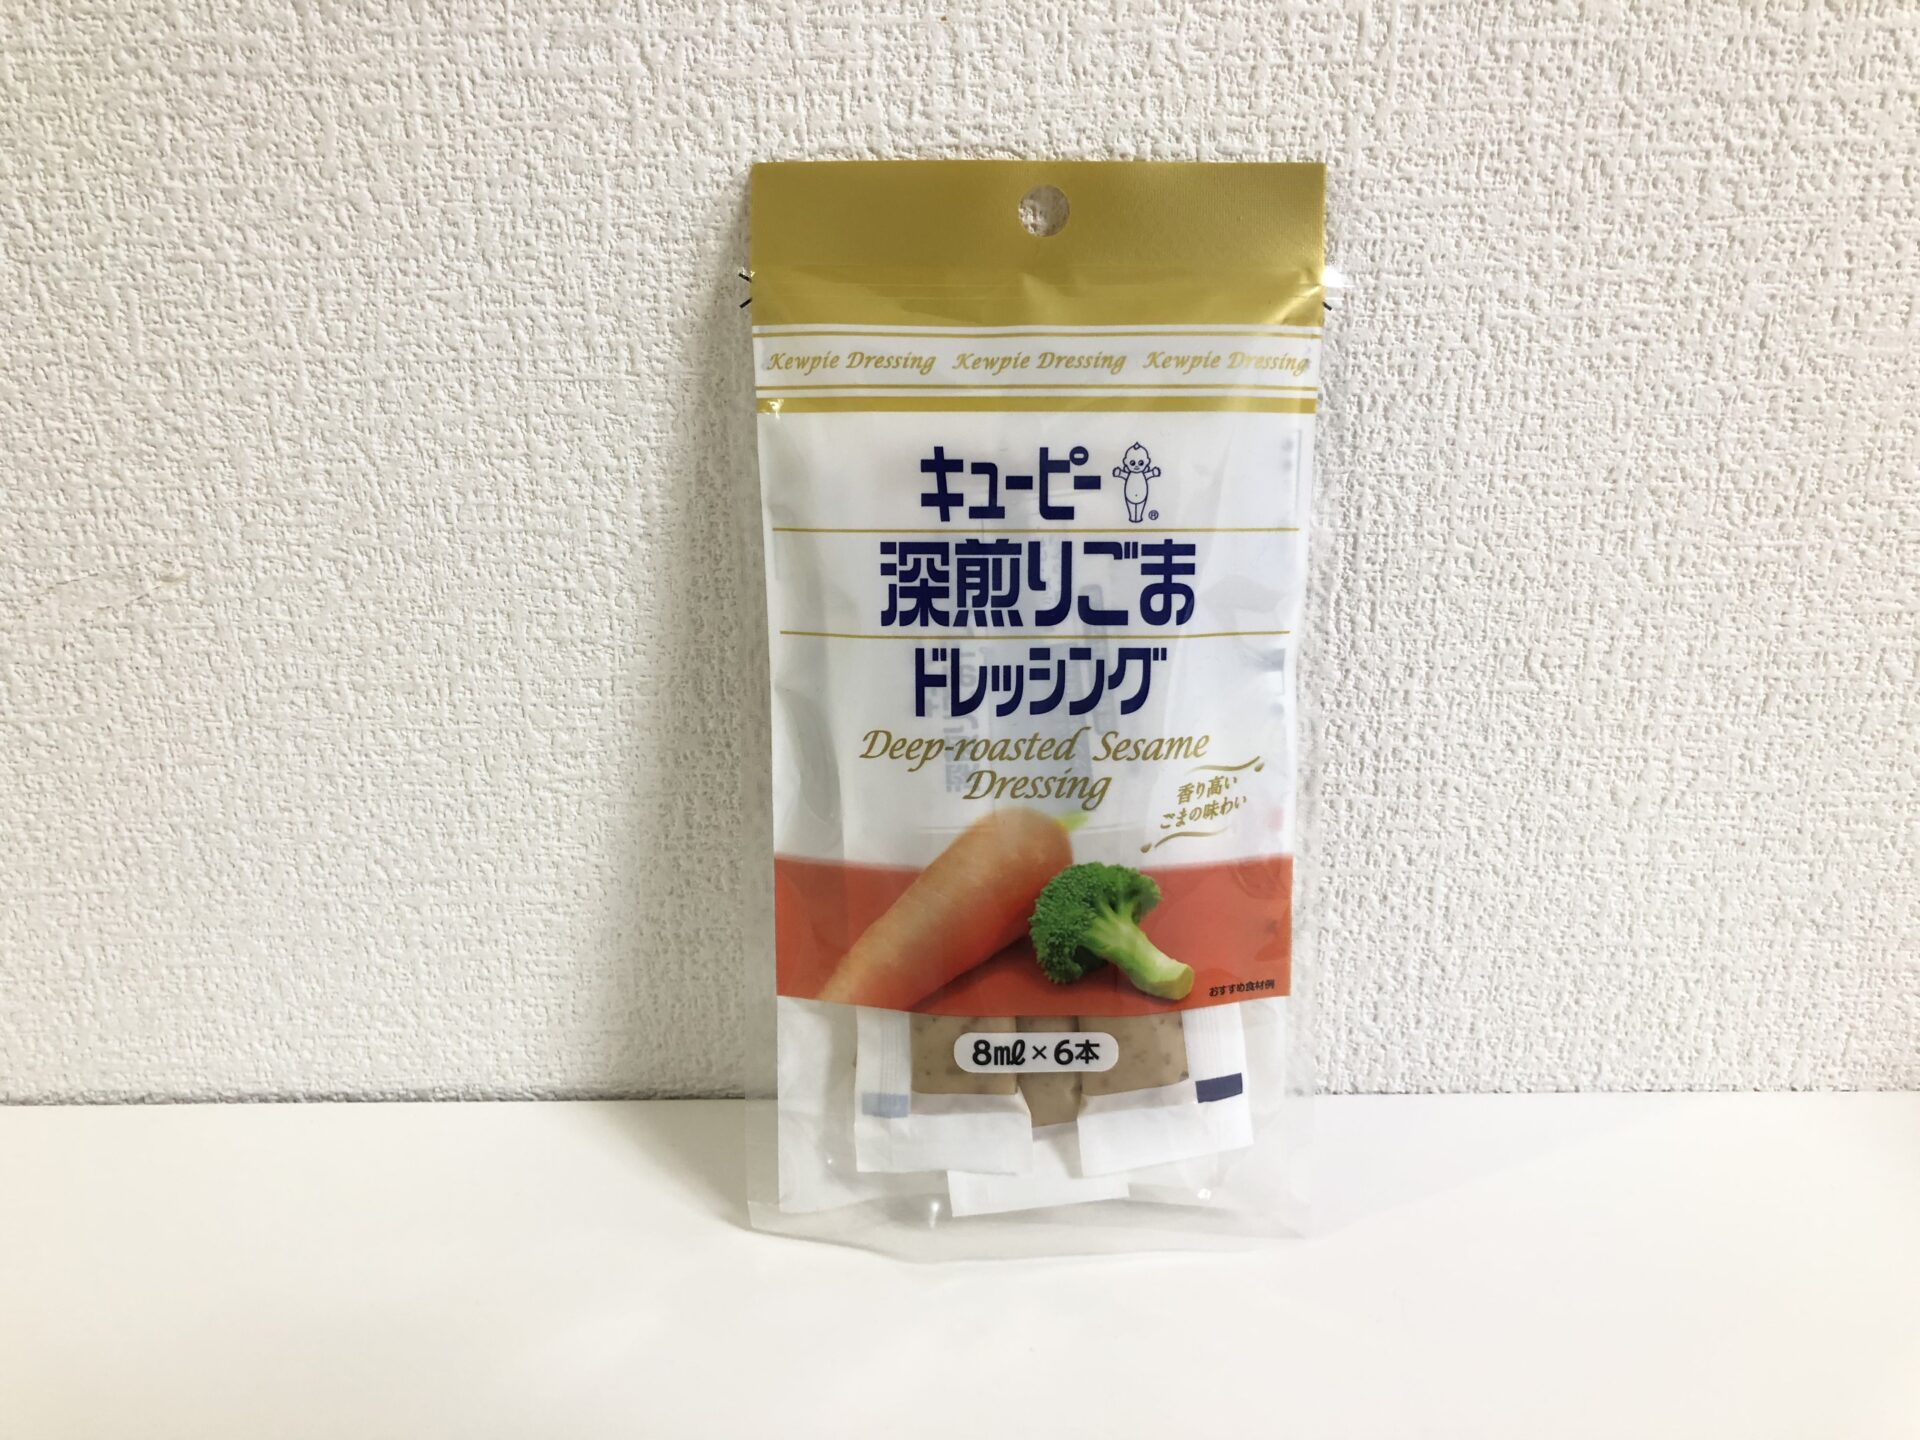 Kewpie Dressing Kewpie Dressing Kewpie Dressing
キューピー ®
深煎りごま
ドレッシング
Deep-roasted Sesame
Dressing
香り高い
ごまの味わい
おすすめ食材例
8ml × 6本